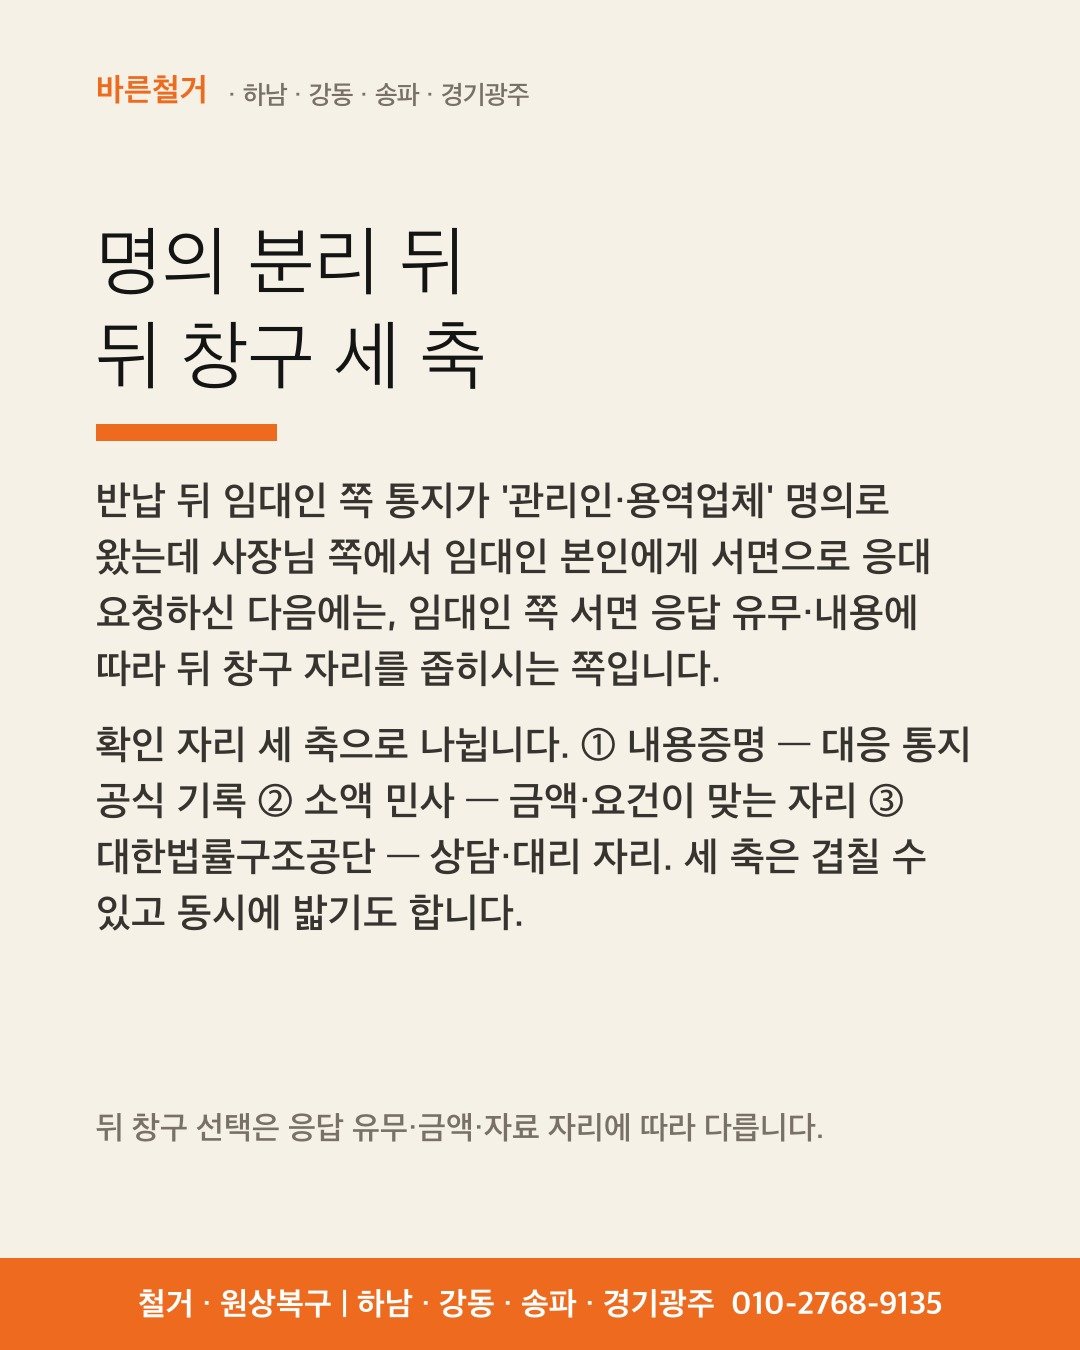 바른철거 · 하남 · 강동 · 송파 · 경기광주
명의 분리 뒤
뒤 창구 세 축
반납 뒤 임대인 쪽 통지가 '관리인·용역업체' 명의로
왔는데 사장님 쪽에서 임대인 본인에게 서면으로 응대
요청하신 다음에는, 임대인 쪽 서면 응답 유무·내용에
따라 뒤 창구 자리를 좁히시는 쪽입니다.
확인 자리 세 축으로 나뉩니다. ① 내용증명 — 대응 통지
공식 기록 ② 소액 민사 — 금액·요건이 맞는 자리 ③
대한법률구조공단 — 상담·대리 자리. 세 축은 겹칠 수
있고 동시에 밟기도 합니다.
뒤 창구 선택은 응답 유무·금액·자료 자리에 따라 다릅니다.
철거 · 원상복구 | 하남 · 강동 · 송파 · 경기광주 010-2768-9135